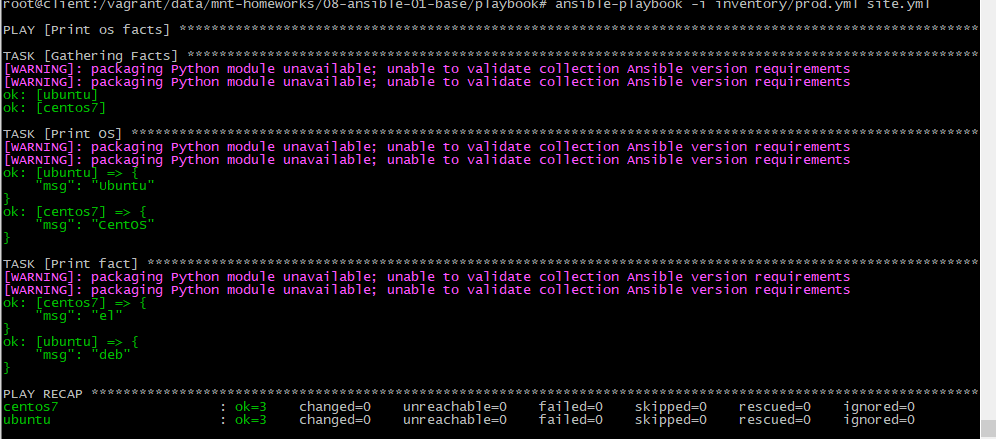 root@client:/vagrant/data/mnt-homeworks/08-ansible-01-base/playbook# ansible-playbook -i inventory/prod.yml site.yml
PLAY [Print os facts] ****************************************************************************************************
TASK [Gathering Facts] ***************************************************************************************************
[WARNING]: packaging Python module unavailable; unable to validate collection Ansible version requirements
[WARNING]: packaging Python module unavailable; unable to validate collection Ansible version requirements
ok: [ubuntu]
ok: [centos7]
TASK [Print OS] **********************************************************************************************************
[WARNING]: packaging Python module unavailable; unable to validate collection Ansible version requirements
[WARNING]: packaging Python module unavailable; unable to validate collection Ansible version requirements
ok: [ubuntu] => {
    "msg": "Ubuntu"
}
ok: [centos7] => {
    "msg": "CentOS"
}
TASK [Print fact] ********************************************************************************************************
[WARNING]: packaging Python module unavailable; unable to validate collection Ansible version requirements
[WARNING]: packaging Python module unavailable; unable to validate collection Ansible version requirements
ok: [centos7] => {
    "msg": "el"
}
ok: [ubuntu] => {
    "msg": "deb"
}
PLAY RECAP ***************************************************************************************************************
centos7                    : ok=3    changed=0    unreachable=0    failed=0    skipped=0    rescued=0    ignored=0
ubuntu                     : ok=3    changed=0    unreachable=0    failed=0    skipped=0    rescued=0    ignored=0